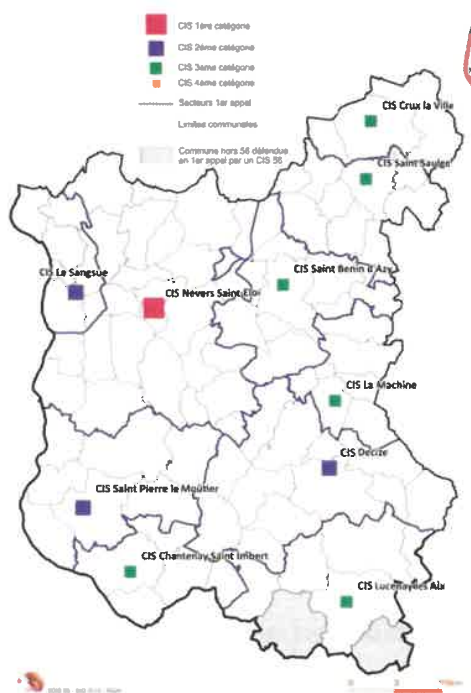 CIS 1ère catégorie
CIS 2ème catégorie
CIS 3ème catégorie
CIS 4ème catégorie
Secteurs 1er appel
Limites communales
Commune hors 58 défendue
en 1er appel par un CIS 58
CIS Crux la Ville
CIS Saint Saulge
CIS Saint Benin d'Azy
CIS Le Sangsue
CIS Nevers Saint Eloi
CIS La Machine
CIS Decize
CIS Saint Pierre le Moûtier
CIS Chantenay Saint Imbert
CIS Lucenay les Aix